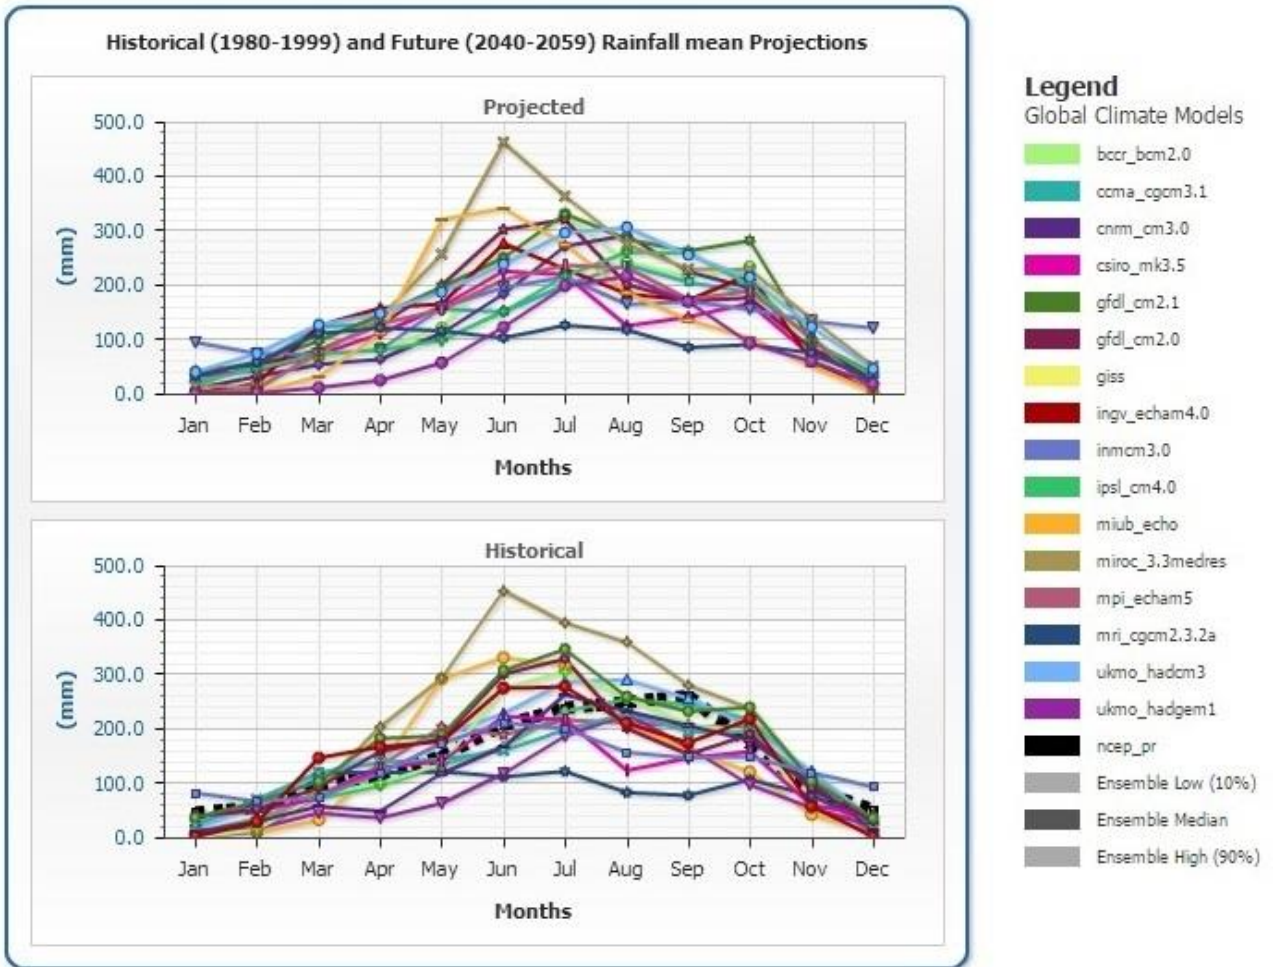 Historical (1980-1999) and Future (2040-2059) Rainfall mean Projections
Projected
500.0
400.0
300.0
200.0
100.0
0.0
(mm)
Jan Feb Mar Apr May Jun Jul Aug Sep Oct Nov Dec
Months
Historical
500.0
400.0
300.0
200.0
100.0
0.0
(mm)
Jan Feb Mar Apr May Jun Jul Aug Sep Oct Nov Dec
Months
Legend
Global Climate Models
bccr_bcm2.0
ccma_cgcm3.1
cnrm_cm3.0
csiro_mk3.5
gfdl_cm2.1
gfdl_cm2.0
giss
ingv_echam4.0
inmcm3.0
ipsl_cm4.0
miub_echo
miroc_3.3medres
mpi_echam5
mri_cgcm2.3.2a
ukmo_hadcm3
ukmo_hadgem1
ncep_pr
Ensemble Low (10%)
Ensemble Median
Ensemble High (90%)